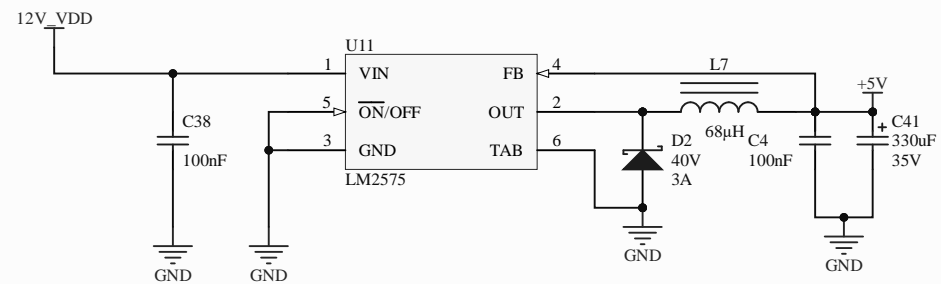 12V_VDD
U11
L7
1 VIN
FB 4
+5V
5 ON/OFF
OUT 2
C38
100nF
68µH
D2
40V
3A
C4
100nF
+
C41
330uF
35V
3 GND
TAB 6
LM2575
GND
GND
GND
GND